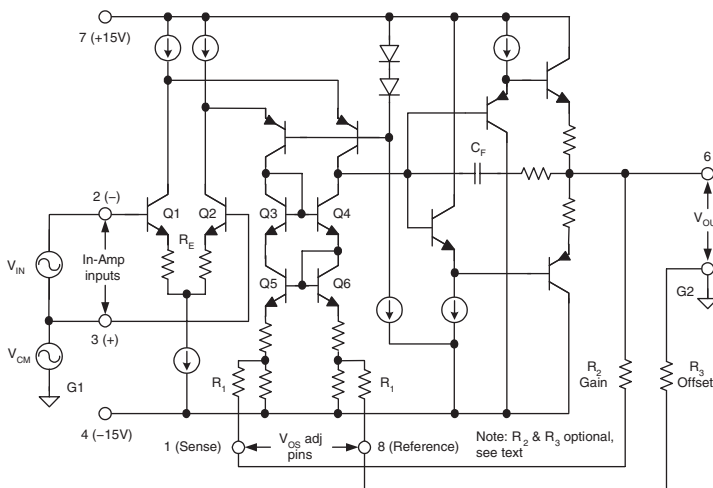 7 (+15V)
6
C_F
2 (−)
Q1
Q2
Q3
Q4
R_E
V_IN
In-Amp
inputs
V_OU
G2
Q5
Q6
3 (+)
V_CM
G1
R_1
R_1
R_2
Gain
R_3
Offset
4 (−15V)
1 (Sense)
V_OS adj
pins
8 (Reference)
Note: R_2 & R_3 optional,
see text